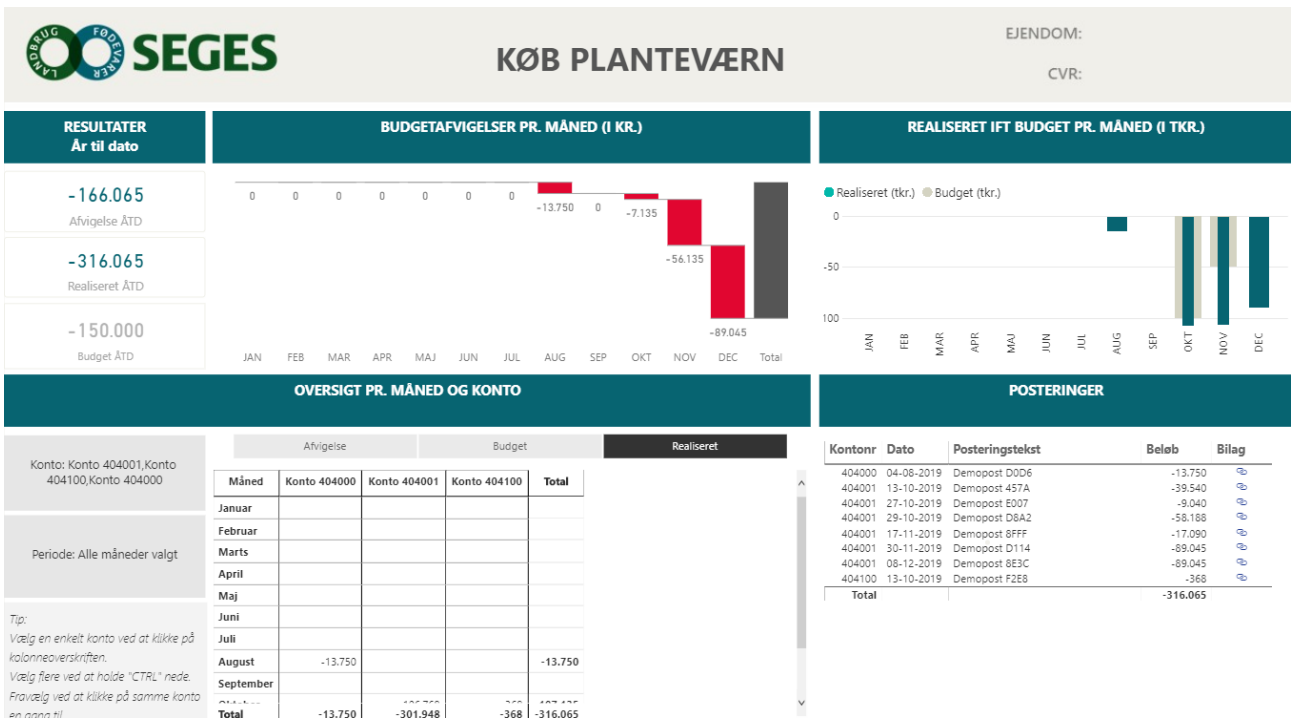 LANDBRUG FØDEVARER
SEGES
KØB PLANTEVÆRN
EJENDOM:
CVR:
RESULTATER
År til dato
-166.065
Afvigelse ÅTD
-316.065
Realiseret ÅTD
-150.000
Budget ÅTD
BUDGETAFVIGELSER PR. MÅNED (I KR.)
0 0 0 0 0 0 0 -13.750 0 -7.135 -56.135 -89.045
JAN FEB MAR APR MAJ JUN JUL AUG SEP OKT NOV DEC Total
REALISERET IFT BUDGET PR. MÅNED (I TKR.)
Realiseret (tkr.) Budget (tkr.)
0
-50
100
JAN FEB MAR APR MAJ JUN JUL AUG SEP OKT NOV DEC
OVERSIGT PR. MÅNED OG KONTO
Konto: Konto 404001,Konto
404100,Konto 404000
Periode: Alle måneder valgt
Tip:
Vælg en enkelt konto ved at klikke på
kolonneoverskriften.
Vælg flere ved at holde "CTRL" nede.
Fravælg ved at klikke på samme konto
en gang til
Afvigelse Budget Realiseret
Måned Konto 404000 Konto 404001 Konto 404100 Total
Januar
Februar
Marts
April
Maj
Juni
Juli
August -13.750 -13.750
September
Total -13.750 -301.948 -368 -316.065
POSTERINGER
Kontonr Dato Posteringstekst Beløb Bilag
404000 04-08-2019 Demopost D0D6 -13.750
404001 13-10-2019 Demopost 457A -39.540
404001 27-10-2019 Demopost E007 -9.040
404001 29-10-2019 Demopost D8A2 -58.188
404001 17-11-2019 Demopost 8FFF -17.090
404001 30-11-2019 Demopost D114 -89.045
404001 08-12-2019 Demopost 8E3C -89.045
404100 13-10-2019 Demopost F2E8 -368
Total -316.065